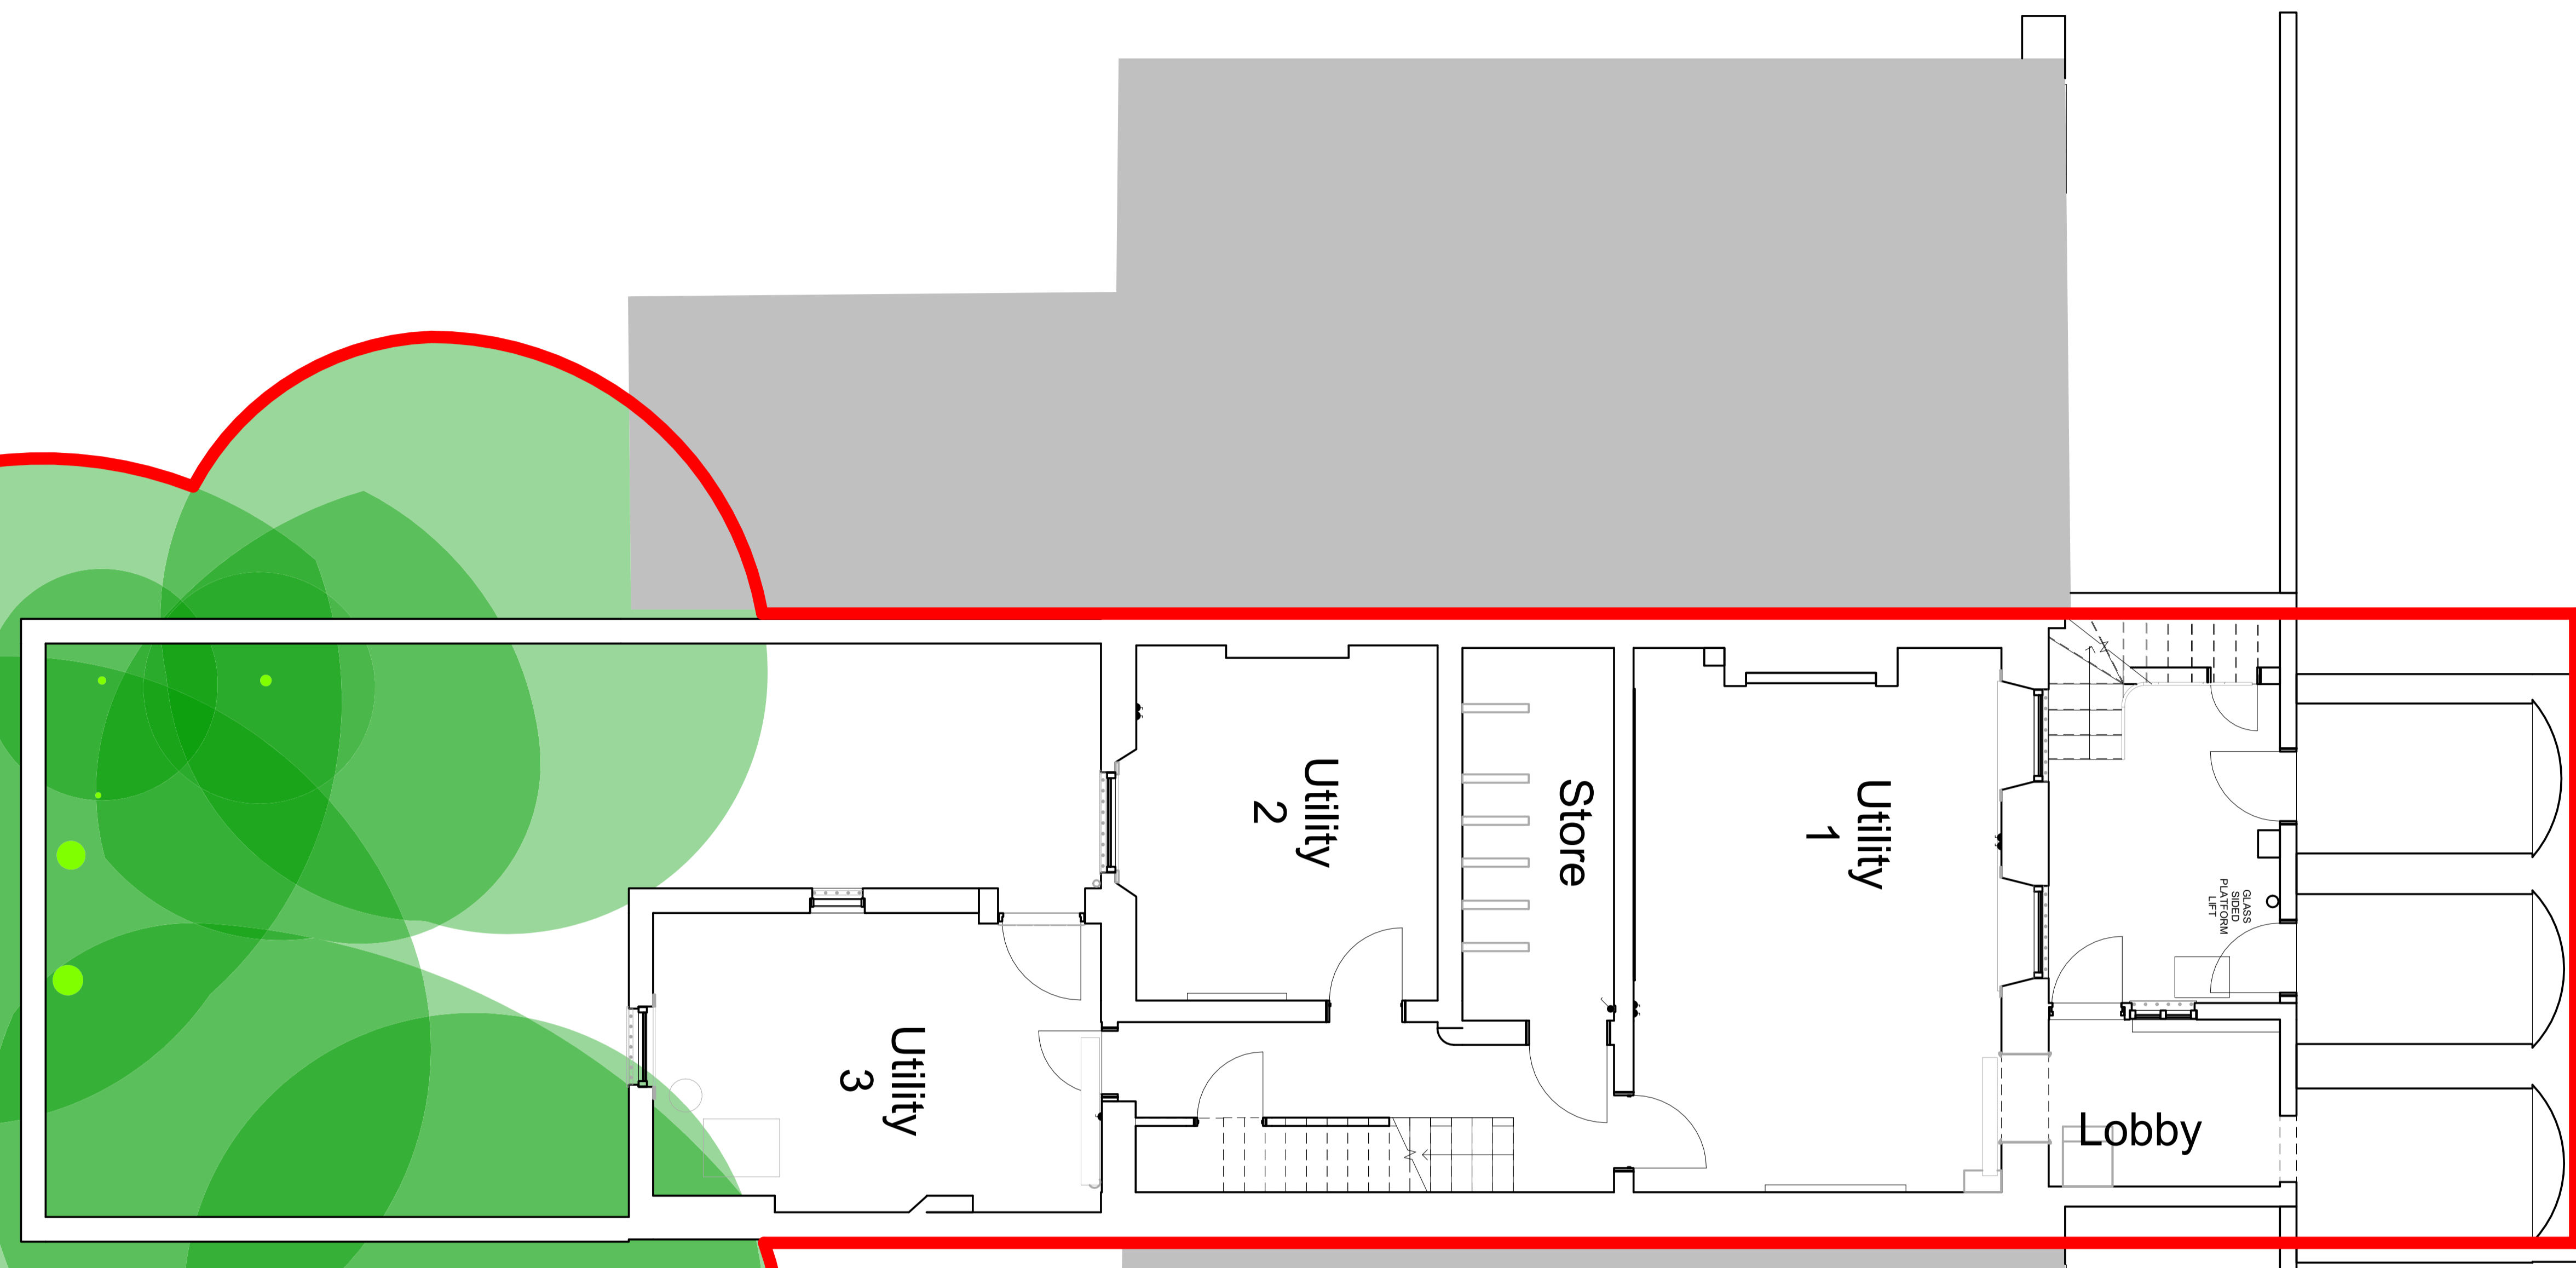 Utility
3
Utility
2
Store
Utility
1
GLASS
SIDED
PLATFORM
LIFT
Lobby